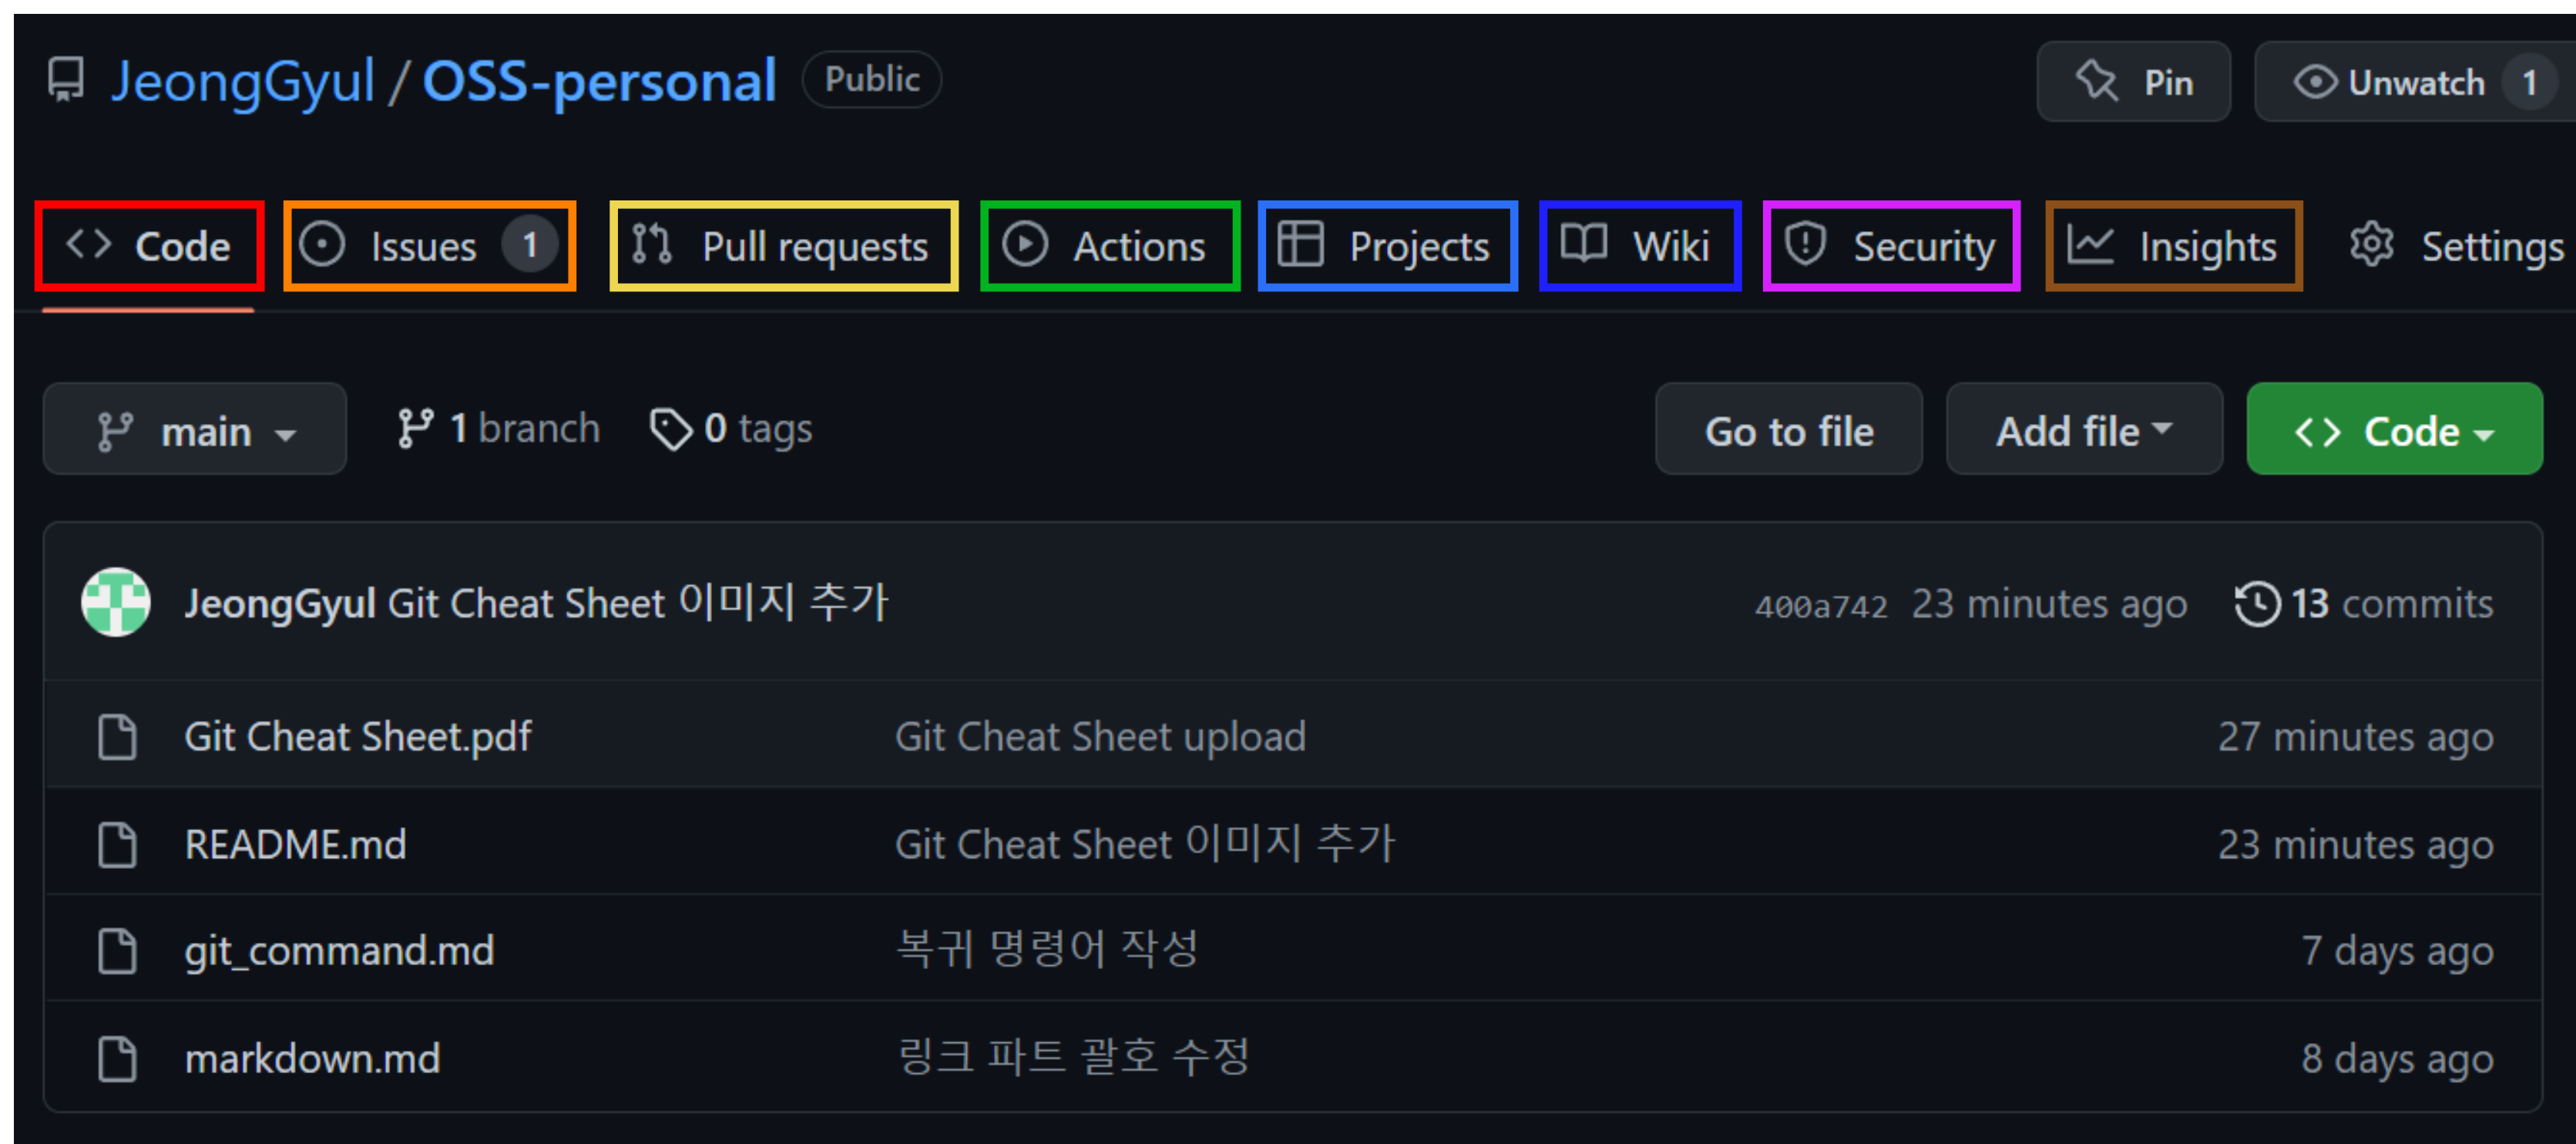 JeongGyul / OSS-personal Public Pin Unwatch 1
Code Issues 1 Pull requests Actions Projects Wiki Security Insights Settings
main 1 branch 0 tags Go to file Add file Code
JeongGyul Git Cheat Sheet 이미지 추가 400a742 23 minutes ago 13 commits
Git Cheat Sheet.pdf Git Cheat Sheet upload 27 minutes ago
README.md Git Cheat Sheet 이미지 추가 23 minutes ago
git_command.md 복귀 명령어 작성 7 days ago
markdown.md 링크 파트 괄호 수정 8 days ago